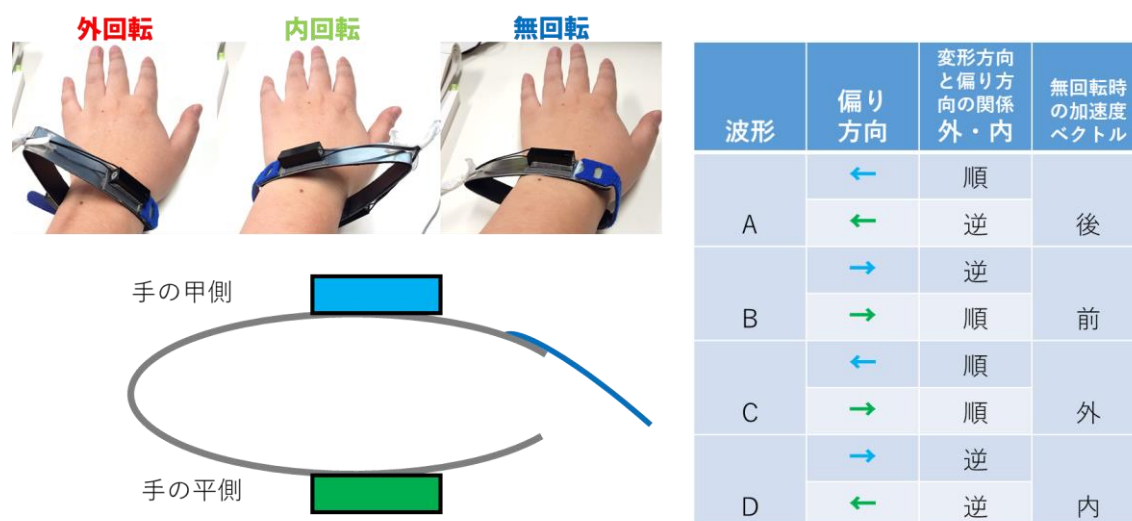 外回転
内回転
無回転
手の甲側
手の平側
波形
偏り
方向
変形方向
と偏り方
向の関係
外・内
無回転時
の加速度
ベクトル
A
←
順
←
逆
後
B
→
逆
→
順
前
C
←
順
→
順
外
D
→
逆
←
逆
内